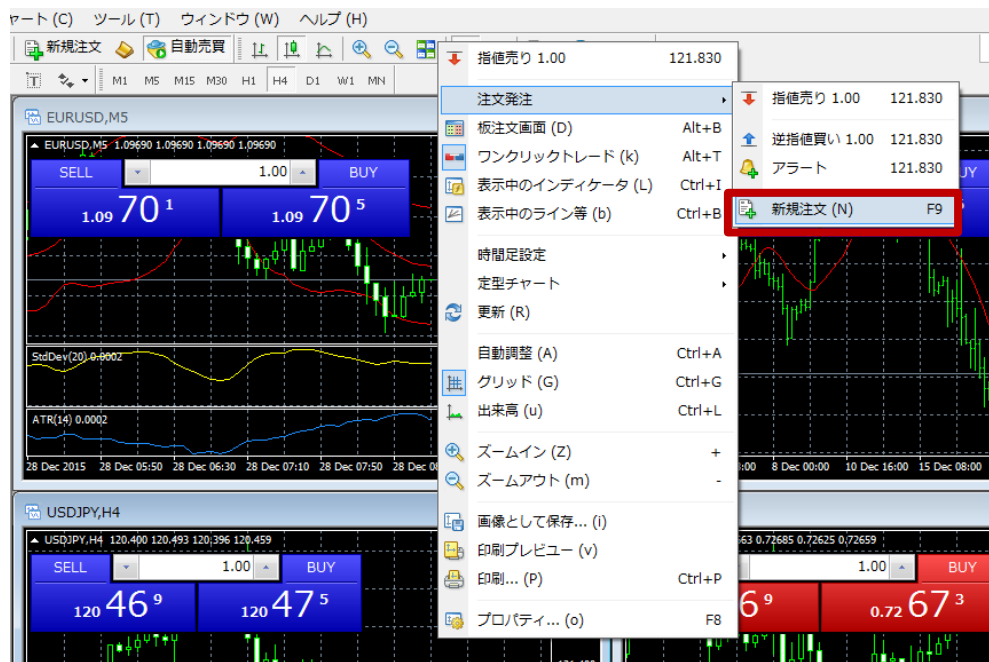 ャート (C) ツール (T) ウィンドウ (W) ヘルプ (H)
新規注文 自動売買
T M1 M5 M15 M30 H1 H4 D1 W1 MN
EURUSD,M5
EURUSD,M5 1.09690 1.09690 1.09690 1.09690
SELL 1.00 BUY
1.09 70 1 1.09 70 5
StdDev(20) 0.0002
ATR(14) 0.0002
28 Dec 2015 28 Dec 05:50 28 Dec 06:30 28 Dec 07:10 28 Dec 07:50 28 Dec 0
指値売り 1.00 121.830
注文発注
板注文画面 (D) Alt+B
ワンクリックトレード (k) Alt+T
表示中のインディケータ (L) Ctrl+I
表示中のライン等 (b) Ctrl+B
時間足設定
定型チャート
更新 (R)
自動調整 (A) Ctrl+A
グリッド (G) Ctrl+G
出来高 (u) Ctrl+L
ズームイン (Z) +
ズームアウト (m) -
画像として保存... (i)
印刷プレビュー (v)
印刷... (P) Ctrl+P
プロパティ... (o) F8
指値売り 1.00 121.830
逆指値買い 1.00 121.830
アラート 121.830
新規注文 (N) F9
:00 8 Dec 00:00 10 Dec 16:00 15 Dec 08:00
USDJPY,H4
USDJPY,H4 120.400 120.493 120.396 120.459
SELL 1.00 BUY
120 46 9 120 47 5
663 0.72685 0.72625 0.72659
1.00 BUY
6 9 0.72 67 3